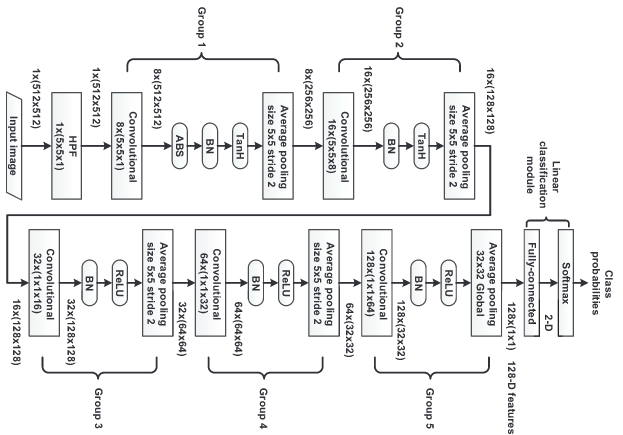 Group 1
Group 2
1x(512x512)
1x(512x512)
8x(512x512)
8x(256x256)
16x(256x256)
16x(128x128)
Input image
HPF
1x(5x5x1)
Convolutional
8x(5x5x1)
ABS
BN
TanH
Average pooling
size 5x5 stride 2
Convolutional
16x(5x5x8)
BN
TanH
Average pooling
size 5x5 stride 2
16x(128x128)
Convolutional
32x(1x1x16)
32x(128x128)
BN
ReLU
Average pooling
size 5x5 stride 2
32x(64x64)
Convolutional
64x(1x1x32)
64x(64x64)
BN
ReLU
Average pooling
size 5x5 stride 2
64x(32x32)
Convolutional
128x(1x1x64)
128x(32x32)
BN
ReLU
Average pooling
32x32 Global
128x(1x1)
128-D features
Fully-connected
2-D
Softmax
Linear
classification
module
Class
probabilities
Group 3
Group 4
Group 5